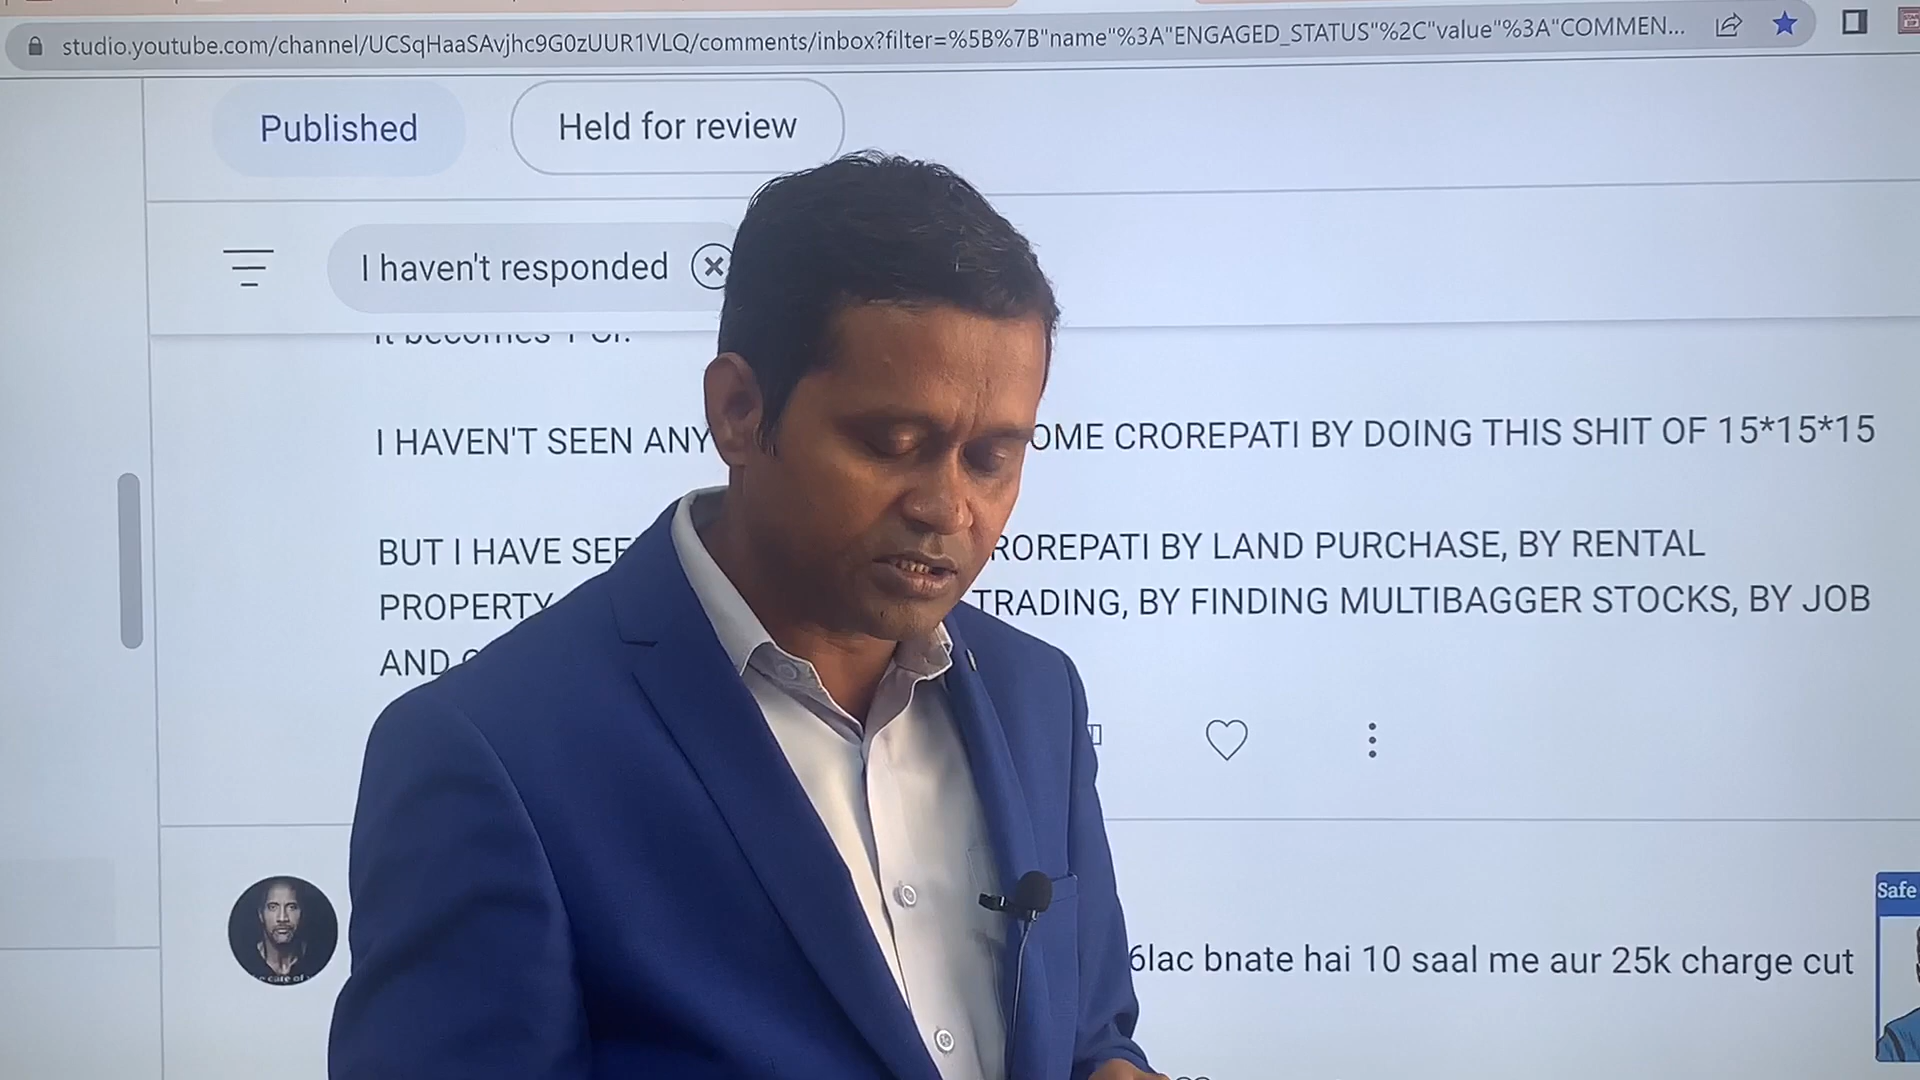 studio.youtube.com/channel/UCSqHaaSAvjhc9G0zUUR1VLQ/comments/inbox?filter=%5B%7B"name"%3A"ENGAGED_STATUS"%2C"value"%3A"COMMEN...
Published
Held for review
I haven't responded
I HAVEN'T SEEN ANY OME CROREPATI BY DOING THIS SHIT OF 15*15*15
BUT I HAVE SEE ROREPATI BY LAND PURCHASE, BY RENTAL
PROPERTY TRADING, BY FINDING MULTIBAGGER STOCKS, BY JOB
AND
6lac bnate hai 10 saal me aur 25k charge cut
Safe